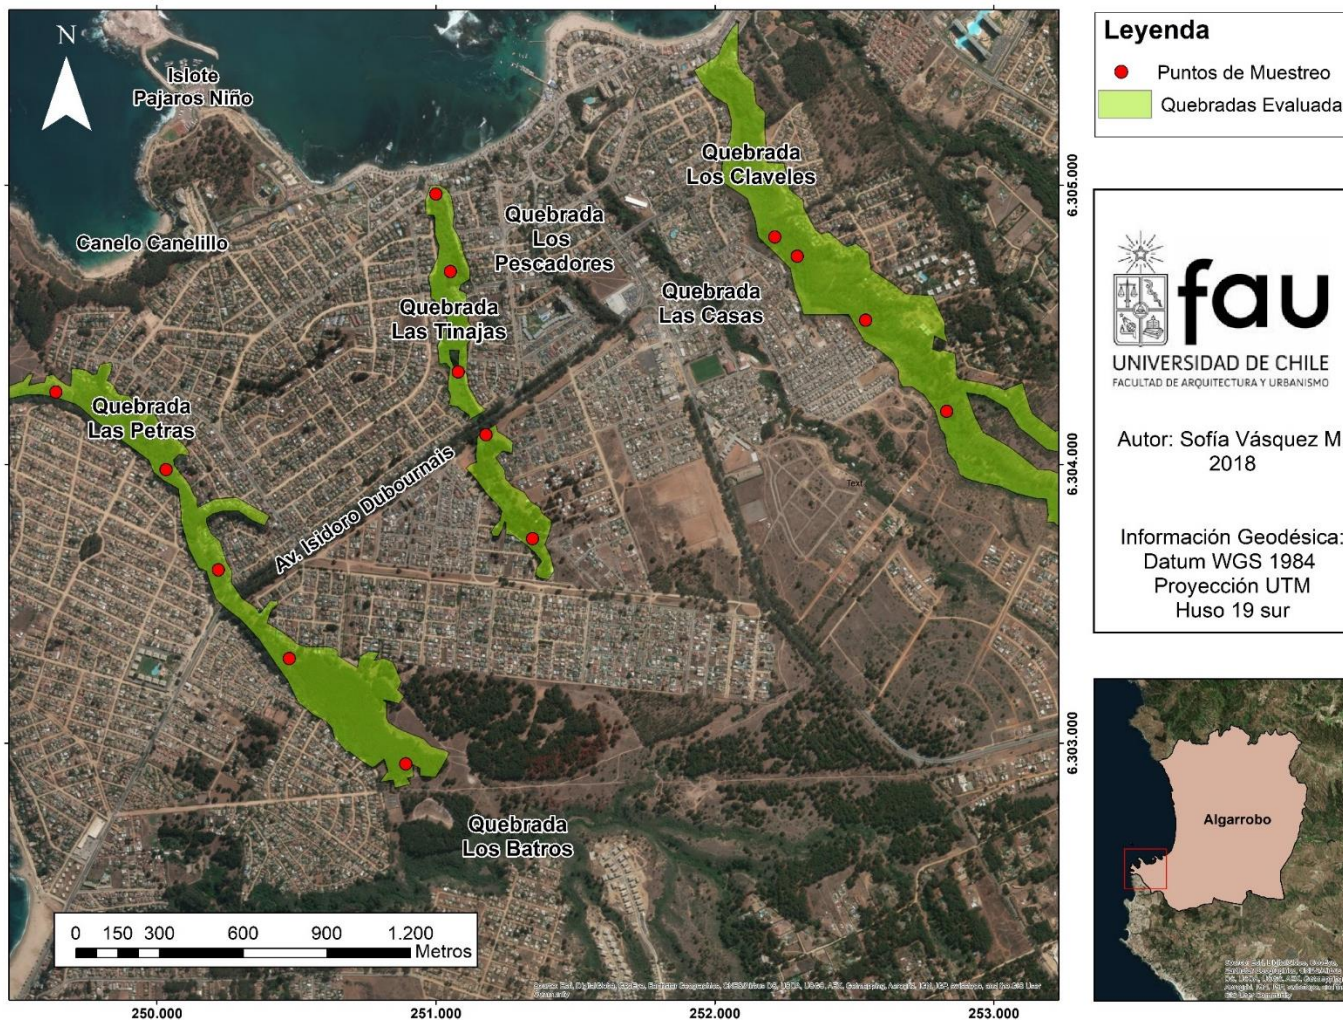 N
Islote
Pajaros Niño
Canelo Canelillo
Quebrada
Los Claveles
Quebrada
Los
Pescadores
Quebrada
Las Tinajas
Quebrada
Las Casas
Quebrada
Las Petras
Av. Isidoro Dubournais
Text
Quebrada
Los Batros
0 150 300 600 900 1.200
Metros
250.000 251.000 252.000 253.000
6.305.000
6.304.000
6.303.000
Leyenda
Puntos de Muestreo
Quebradas Evaluada
fau
UNIVERSIDAD DE CHILE
FACULTAD DE ARQUITECTURA Y URBANISMO
Autor: Sofía Vásquez M
2018
Información Geodésica:
Datum WGS 1984
Proyección UTM
Huso 19 sur
Algarrobo